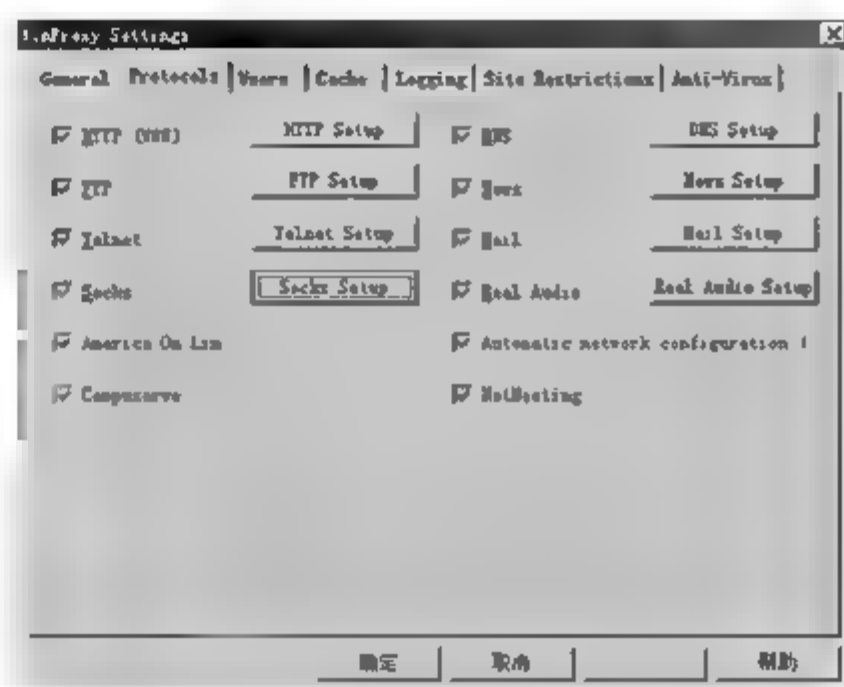 Proxy Settings
General Protocols Users Cache Logging Site Restrictions Anti-Virus
HTTP (WWW) HTTP Setup DNS DNS Setup
FTP FTP Setup News News Setup
Telnet Telnet Setup Mail Mail Setup
Socks Socks Setup Real Audio Real Audio Setup
America On Lin Automatic network configuration
Compuserve NetMeeting
确定 取消 帮助